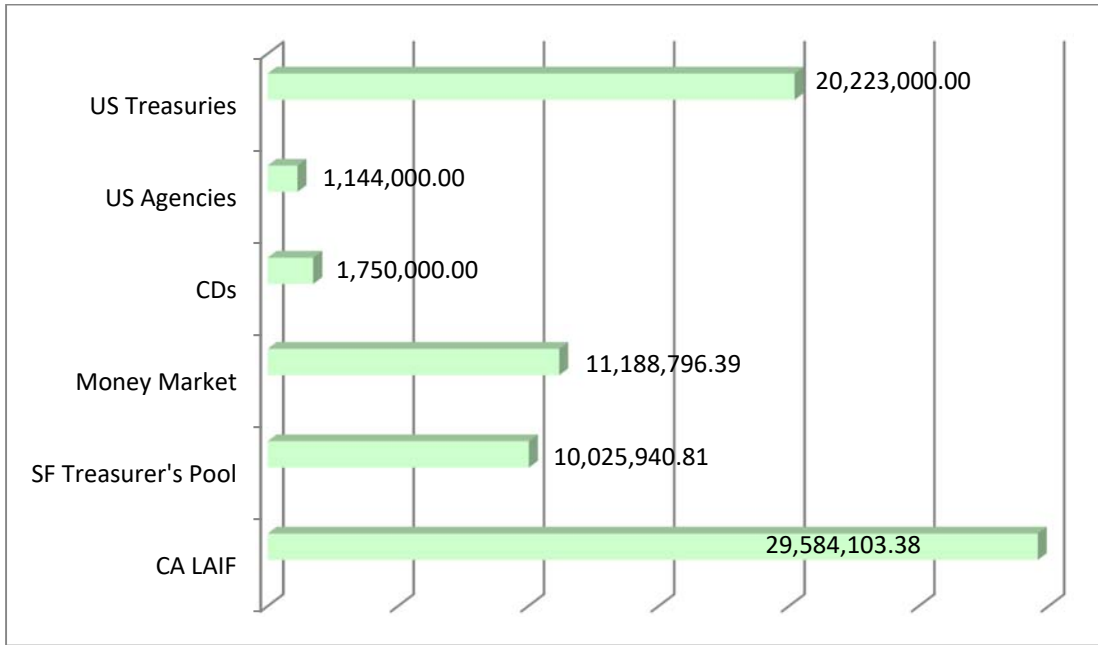 US Treasuries 20,223,000.00
US Agencies 1,144,000.00
CDs 1,750,000.00
Money Market 11,188,796.39
SF Treasurer's Pool 10,025,940.81
CA LAIF 29,584,103.38